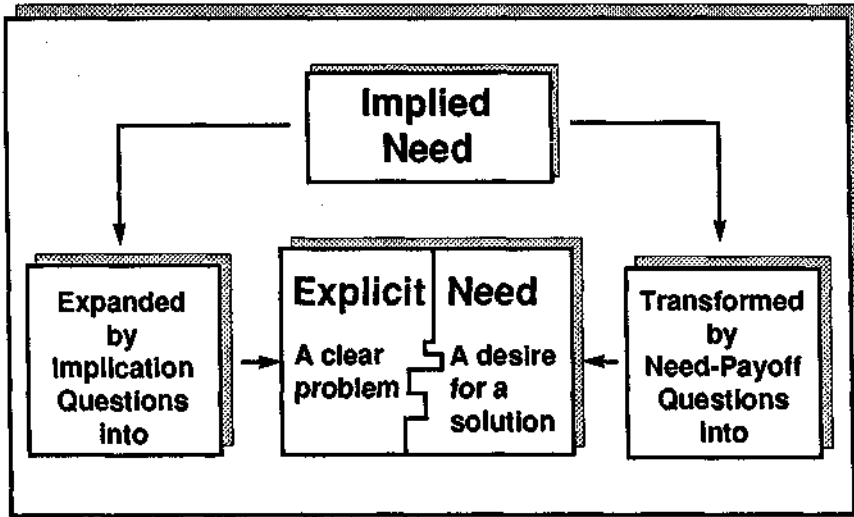 Implied
Need
Expanded
by
Implication
Questions
into
Explicit Need
A clear
problem
A desire
for a
solution
Transformed
by
Need-Payoff
Questions
into